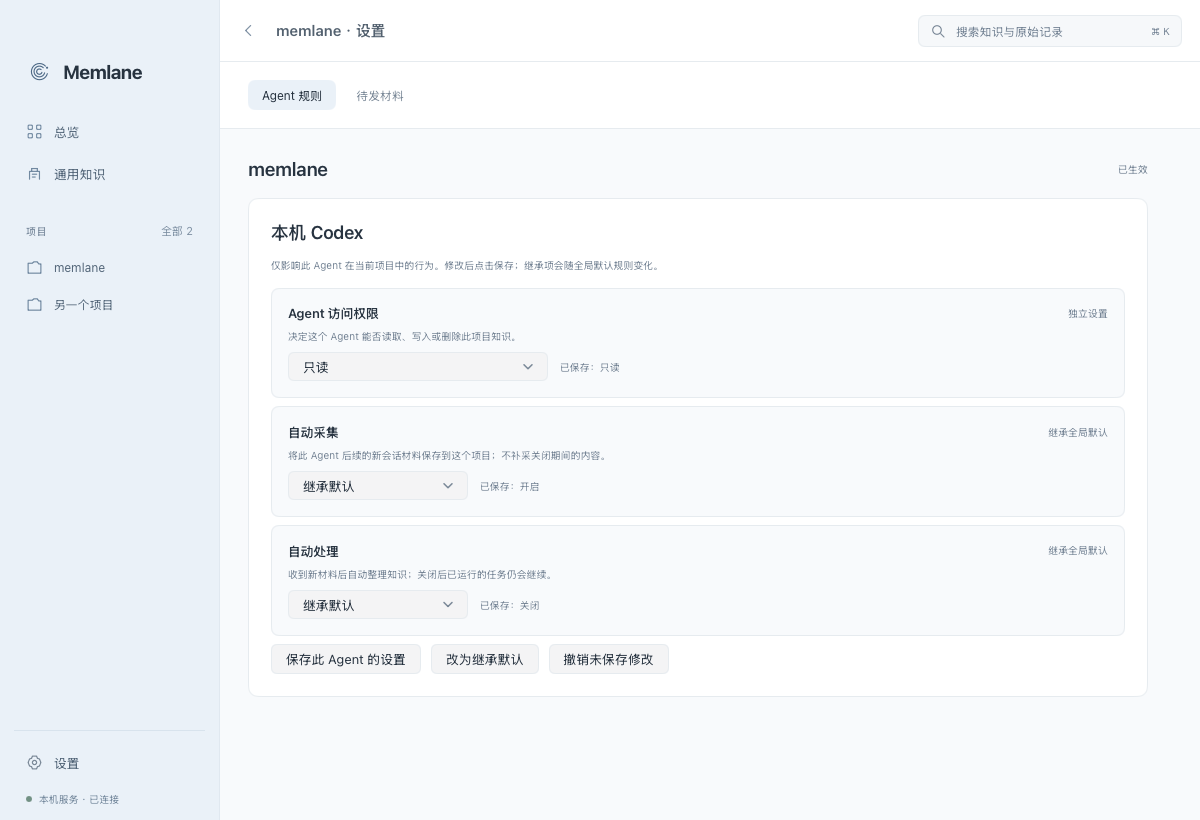 Memlane
总览
通用知识
项目 全部 2
memlane
另一个项目
设置
本机服务 · 已连接
memlane · 设置
搜索知识与原始记录 ⌘ K
Agent 规则 待发材料
memlane 已生效
本机 Codex
仅影响此 Agent 在当前项目中的行为。修改后点击保存；继承项会随全局默认规则变化。
Agent 访问权限 独立设置
决定这个 Agent 能否读取、写入或删除此项目知识。
只读 已保存：只读
自动采集 继承全局默认
将此 Agent 后续的新会话材料保存到这个项目；不补采关闭期间的内容。
继承默认 已保存：开启
自动处理 继承全局默认
收到新材料后自动整理知识；关闭后已运行的任务仍会继续。
继承默认 已保存：关闭
保存此 Agent 的设置 改为继承默认 撤销未保存修改